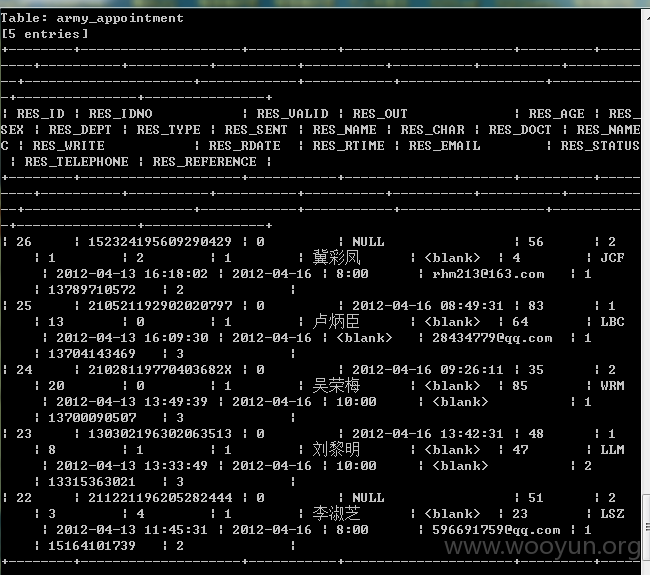 Table: army_appointment
[5 entries]
| RES_ID | RES_IDNO | RES_VALID | RES_OUT | RES_AGE | RES_
SEX | RES_DEPT | RES_TYPE | RES_SENT | RES_NAME | RES_CHAR | RES_DOCT | RES_NAME
C | RES_WRITE | RES_RDATE | RES_RTIME | RES_EMAIL | RES_STATUS
| RES_TELEPHONE | RES_REFERENCE |
| 26 | 152324195609290429 | 0 | NULL | 56 | 2
| 1 | 2 | 1 | 冀彩凤 | <blank> | 4 | JCF
| 2012-04-13 16:18:02 | 2012-04-16 | 8:00 | rhm213@163.com | 1
| 13789710572 | 2 |
| 25 | 210521192902020797 | 0 | 2012-04-16 08:49:31 | 83 | 1
| 13 | 0 | 1 | 卢炳臣 | <blank> | 64 | LBC
| 2012-04-13 16:09:30 | 2012-04-16 | <blank> | 28434779@qq.com | 1
| 13704143469 | 3 |
| 24 | 21028119770403682X | 0 | 2012-04-16 09:26:11 | 35 | 2
| 20 | 0 | 1 | 吴荣梅 | <blank> | 85 | WRM
| 2012-04-13 13:49:39 | 2012-04-16 | 10:00 | <blank> | 1
| 13700090507 | 3 |
| 23 | 130302196302063513 | 0 | 2012-04-16 13:42:31 | 48 | 1
| 8 | 1 | 1 | 刘黎明 | <blank> | 47 | LLM
| 2012-04-13 13:33:49 | 2012-04-16 | 10:00 | <blank> | 2
| 13315363021 | 3 |
| 22 | 211221196205282444 | 0 | NULL | 51 | 2
| 3 | 4 | 1 | 李淑芝 | <blank> | 23 | LSZ
| 2012-04-13 11:45:31 | 2012-04-16 | 8:00 | 596691759@qq.com | 1
| 15164101739 | 2 |
www.wooyun.org